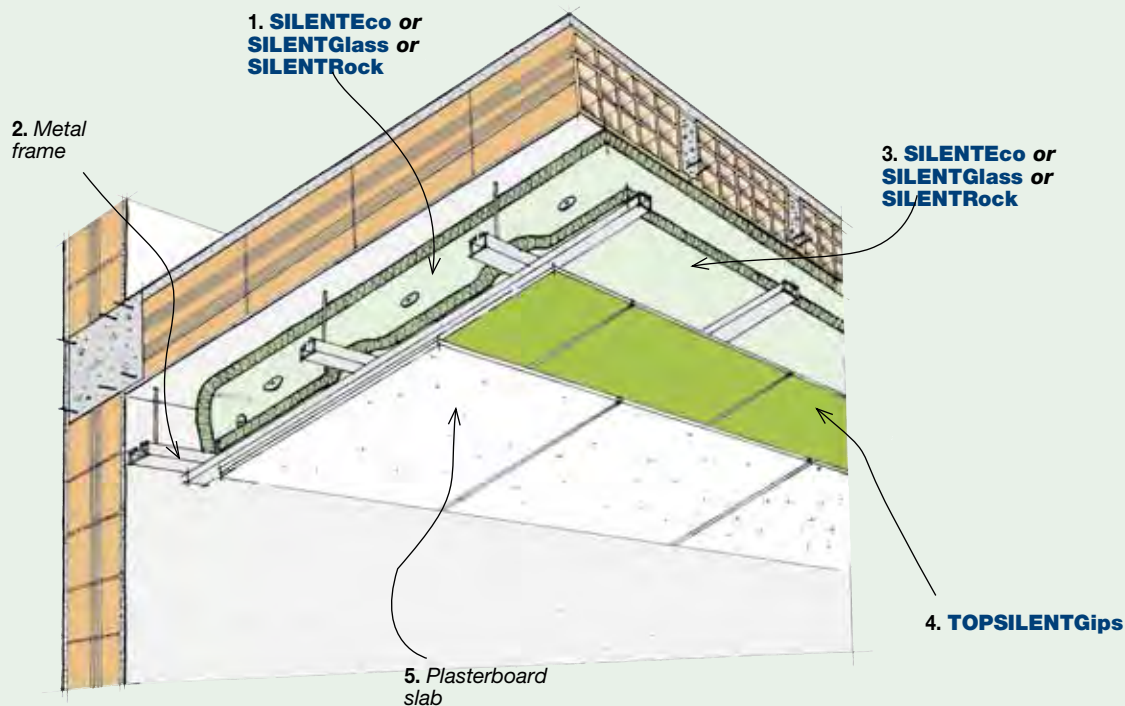 1. SILENTEco or
SILENTGlass or
SILENTRock
2. Metal
frame
3. SILENTEco or
SILENTGlass or
SILENTRock
4. TOPSILENTGips
5. Plasterboard
slab